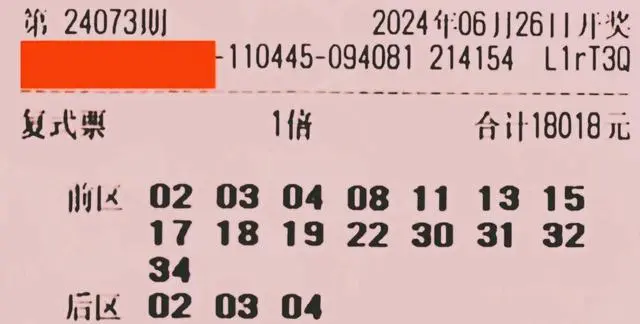 第 24073期 2024年06月26日开奖
-110445-094081 214154 L1rT3Q
复式票 1倍 合计18018元
前区 02 03 04 08 11 13 15
17 18 19 22 30 31 32
34
后区 02 03 04